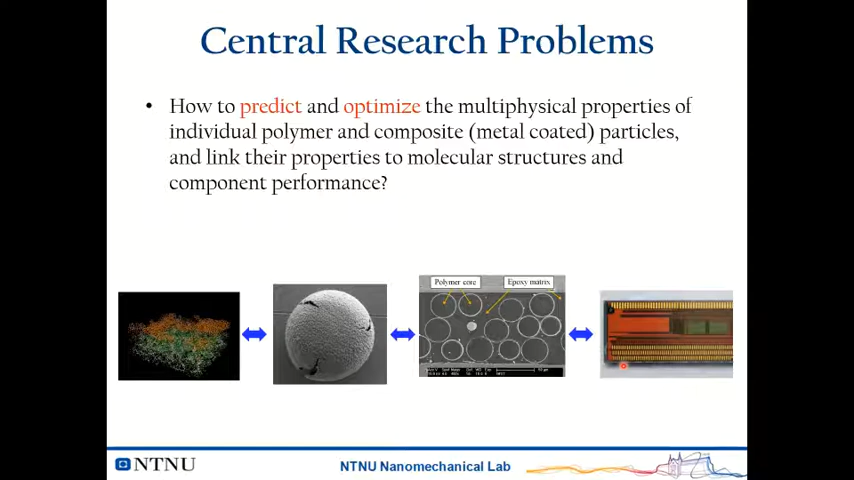 Central Research Problems
• How to predict and optimize the multiphysical properties of
individual polymer and composite (metal coated) particles,
and link their properties to molecular structures and
component performance?
Polymer core
Epoxy matrix
NTNU
NTNU Nanomechanical Lab